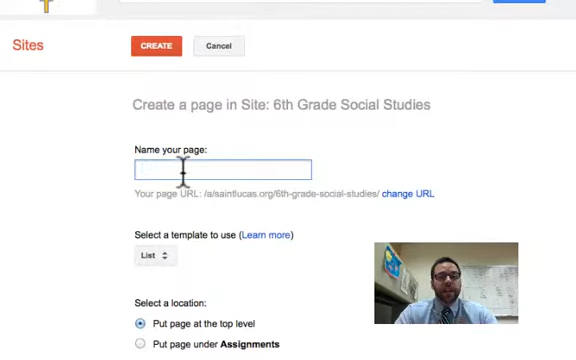 Sites
CREATE
Cancel
Create a page in Site: 6th Grade Social Studies
Name your page:
Your page URL: /a/saintlucas.org/6th-grade-social-studies/ change URL
Select a template to use (Learn more)
List
Select a location:
Put page at the top level
Put page under Assignments